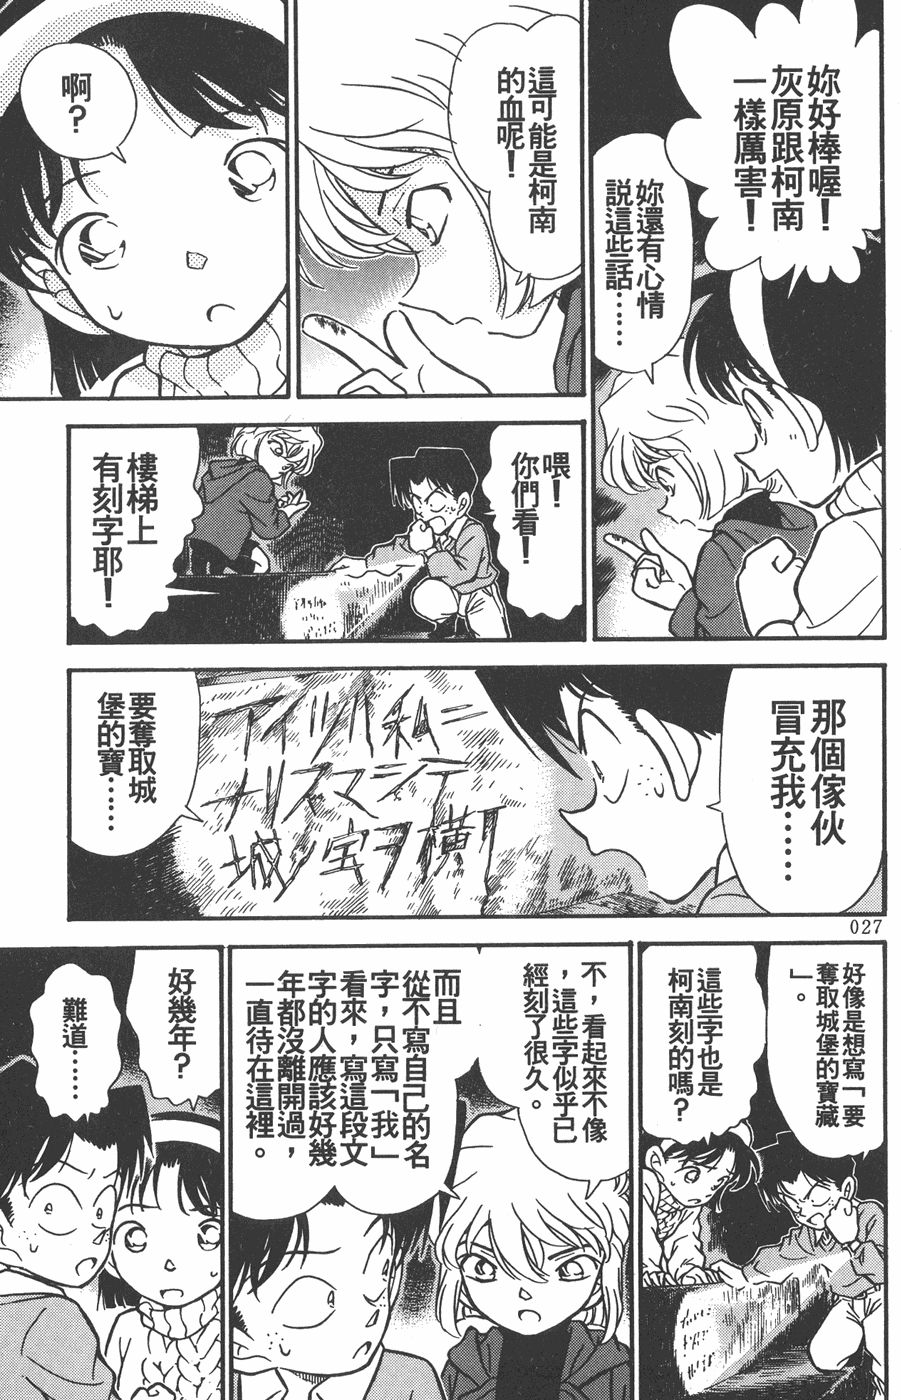 妳好棒喔！
灰原跟柯南
一樣厲害！
妳還有心情
說這些話……
這可能是柯南
的血呢！
啊？
喂！
你們看！
樓梯上
有刻字耶！
那個傢伙
冒充我……
アイツハ私ニ
ナリスマシテ
城ノ宝ヲ横
要奪取城
堡的寶……
027
好像是想寫「要
奪取城堡的寶藏
」。
這些字也是
柯南刻的嗎？
不，看起來不像
，這些字似乎已
經刻了很久。
而且
從不寫自己的名
字，只寫「我」
看來，寫這段文
字的人應該好幾
年都沒離開過，
一直待在這裡。
好幾年？
難道……